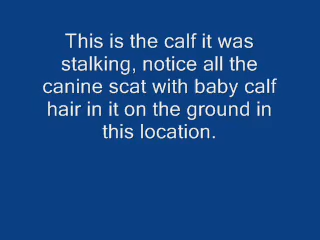 This is the calf it was
stalking, notice all the
canine scat with baby calf
hair in it on the ground in
this location.